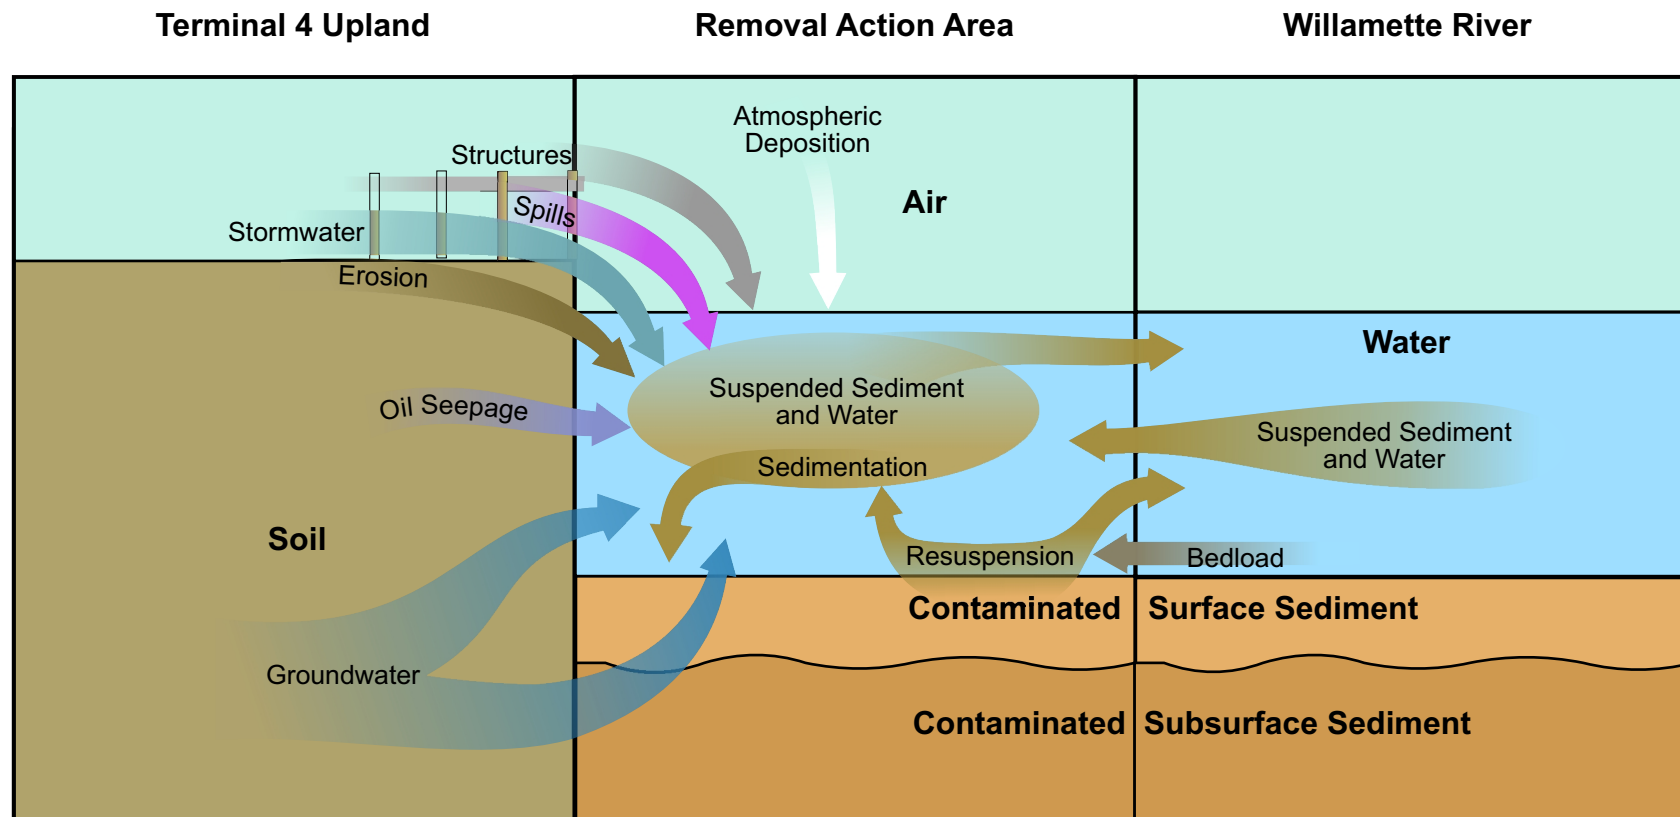 Terminal 4 Upland
Removal Action Area
Willamette River
Atmospheric
Deposition
Structures
Air
Spills
Stormwater
Erosion
Water
Suspended Sediment
and Water
Oil Seepage
Suspended Sediment
and Water
Sedimentation
Soil
Resuspension
Bedload
Contaminated Surface Sediment
Groundwater
Contaminated Subsurface Sediment